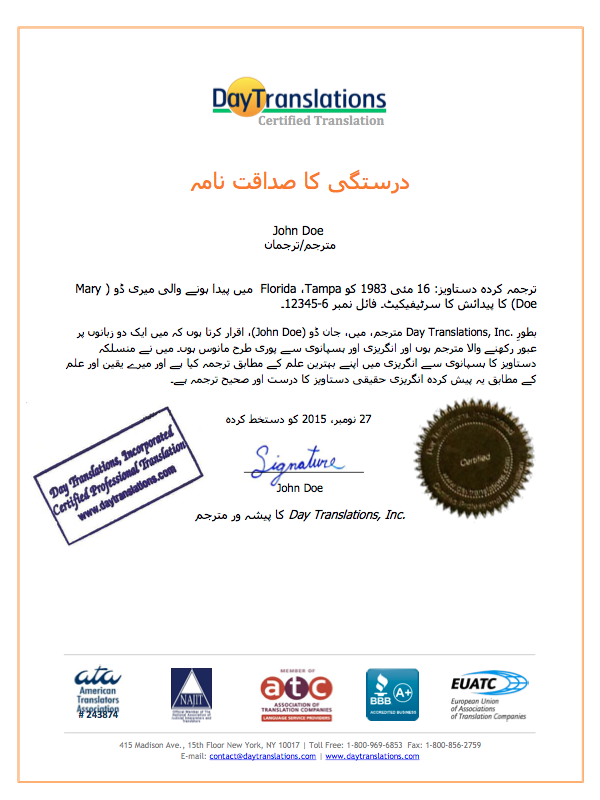 DayTranslations
Certified Translation
درستگی کا صداقت نامہ
John Doe
مترجم/ترجمان
ترجمہ کردہ دستاویز: 16 مئی 1983 کو Florida ،Tampa میں پیدا ہونے والی میری ڈو ( Mary
Doe) کا پیدائش کا سرٹیفیکیٹ۔ فائل نمبر 6-12345۔
بطور Day Translations, Inc. مترجم، میں، جان ڈو (John Doe)، اقرار کرتا ہوں کہ میں ایک دو زبانوں پر
عبور رکھنے والا مترجم ہوں اور انگریزی اور ہسپانوی سے پوری طرح مانوس ہوں۔ میں نے منسلکہ
دستاویز کا ہسپانوی سے انگریزی میں اپنے بہترین علم کے مطابق ترجمہ کیا ہے اور میرے یقین اور علم
کے مطابق یہ پیش کردہ انگریزی حقیقی دستاویز کا درست اور صحیح ترجمہ ہے۔
27 نومبر، 2015 کو دستخط کردہ
Day Translations, Incorporated
Certified Professional Translation
www.daytranslations.com
Signature
Certified
John Doe
Day Translations, Inc. کا پیشہ ور مترجم
ata
American
Translators
Association
# 243874
NAJIT
MEMBER OF
atc
ASSOCIATION OF
TRANSLATION COMPANIES
LANGUAGE SERVICE PROVIDERS
BBB
A+
ACCREDITED BUSINESS
EUATC
European Union
of Associations
of Translation Companies
415 Madison Ave., 15th Floor New York, NY 10017 | Toll Free: 1-800-969-6853 Fax: 1-800-856-2759
E-mail: contact@daytranslations.com | www.daytranslations.com